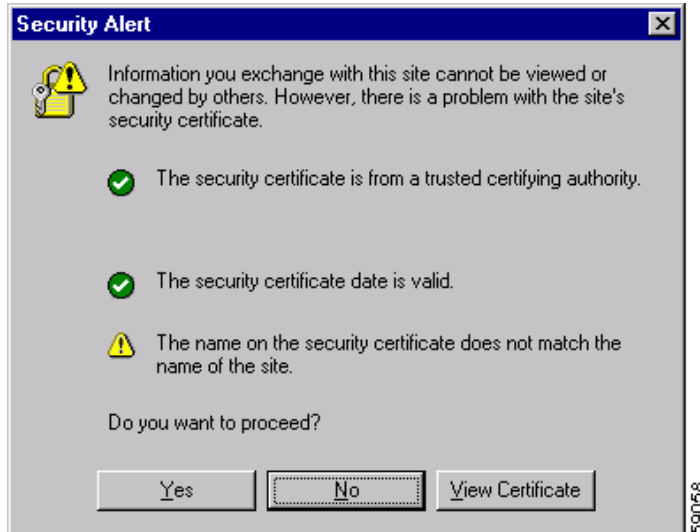 Security Alert
Information you exchange with this site cannot be viewed or
changed by others. However, there is a problem with the site's
security certificate.
The security certificate is from a trusted certifying authority.
The security certificate date is valid.
The name on the security certificate does not match the
name of the site.
Do you want to proceed?
Yes
No
View Certificate